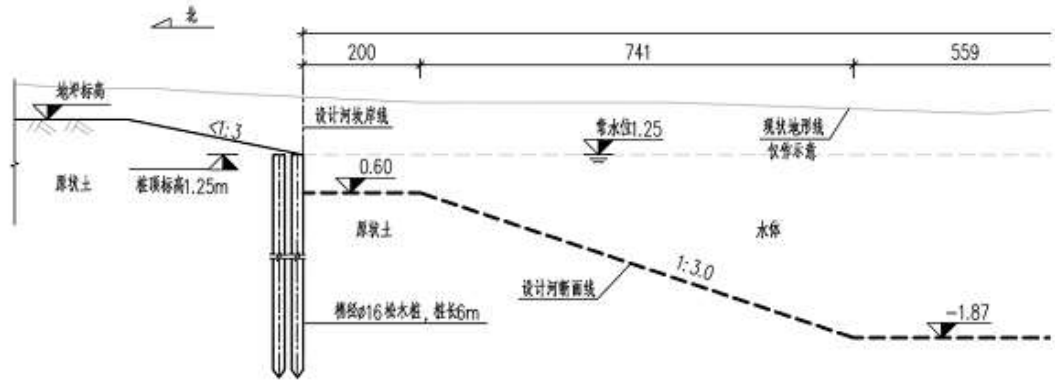 北
200
741
559
地坪标高
<1:3
设计河坡岸线
常水位1.25
现状地形线
仅作示意
桩顶标高1.25m
0.60
原状土
原状土
水体
1:3.0
设计河断面线
梢径ø16松木桩，桩长6m
-1.87